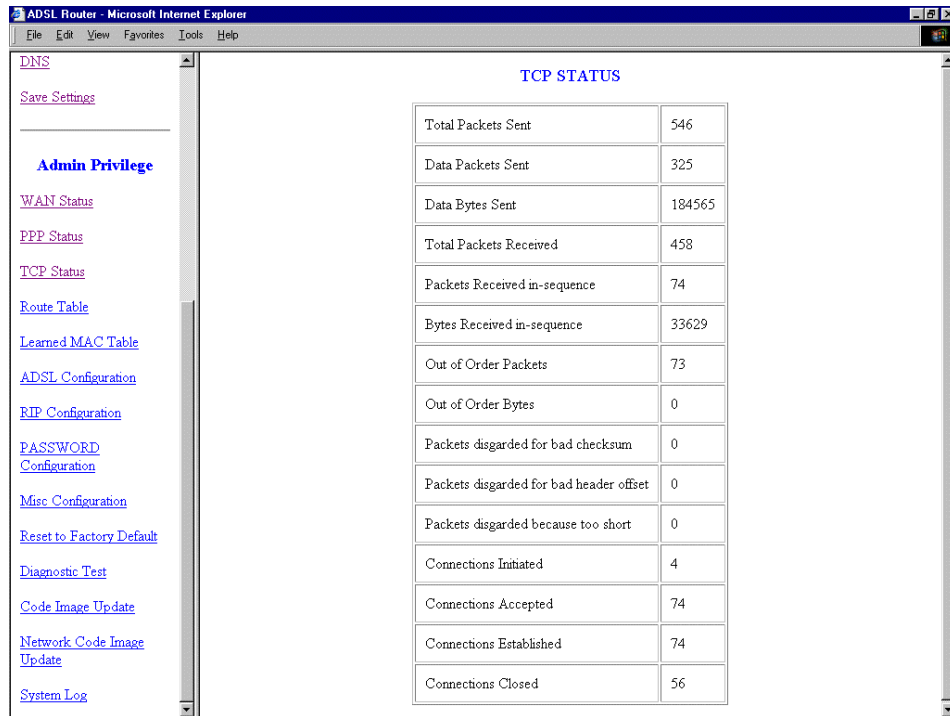 ADSL Router - Microsoft Internet Explorer
File Edit View Favorites Tools Help
DNS
Save Settings
Admin Privilege
WAN Status
PPP Status
TCP Status
Route Table
Learned MAC Table
ADSL Configuration
RIP Configuration
PASSWORD
Configuration
Misc Configuration
Reset to Factory Default
Diagnostic Test
Code Image Update
Network Code Image
Update
System Log
TCP STATUS
Total Packets Sent 546
Data Packets Sent 325
Data Bytes Sent 184565
Total Packets Received 458
Packets Received in-sequence 74
Bytes Received in-sequence 33629
Out of Order Packets 73
Out of Order Bytes 0
Packets disgarded for bad checksum 0
Packets disgarded for bad header offset 0
Packets disgarded because too short 0
Connections Initiated 4
Connections Accepted 74
Connections Established 74
Connections Closed 56